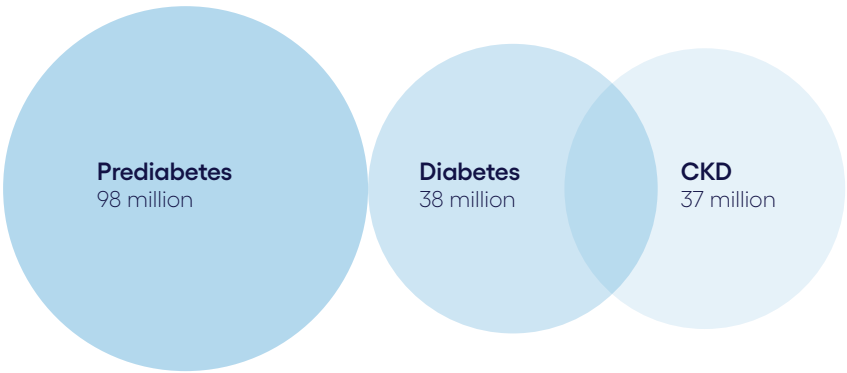 Prediabetes
98 million
Diabetes
38 million
CKD
37 million